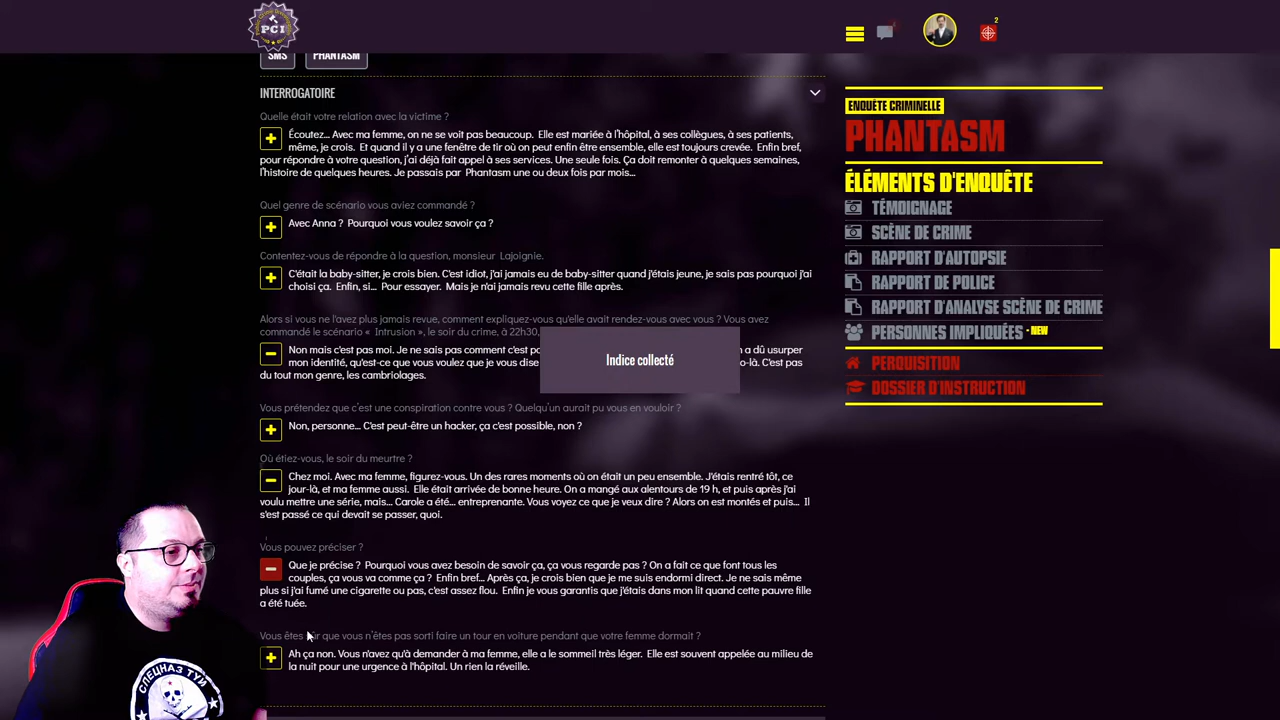 PCI
2
SMS
PHANTASM
INTERROGATOIRE
Quelle était votre relation avec la victime ?
Écoutez... Avec ma femme, on ne se voit pas beaucoup. Elle est mariée à l'hôpital, à ses collègues, à ses patients,
même, je crois. Et quand il y a une fenêtre de tir où on peut enfin être ensemble, elle est toujours crevée. Enfin bref,
pour répondre à votre question, j'ai déjà fait appel à ses services. Une seule fois. Ça doit remonter à quelques semaines,
l'histoire de quelques heures. Je passais par Phantasm une ou deux fois par mois...
Quel genre de scénario vous aviez commandé ?
Avec Anna ? Pourquoi vous voulez savoir ça ?
Contentez-vous de répondre à la question, monsieur Lajoignie.
C'était la baby-sitter, je crois bien. C'est idiot, j'ai jamais eu de baby-sitter quand j'étais jeune, je sais pas pourquoi j'ai
choisi ça. Enfin, si... Pour essayer. Mais je n'ai jamais revu cette fille après.
Alors si vous ne l'avez plus jamais revue, comment expliquez-vous qu'elle avait rendez-vous avec vous ? Vous avez
commandé le scénario « Intrusion », le soir du crime, à 22h30,
Non mais c'est pas moi. Je ne sais pas comment c'est
n a dû usurper
mon identité, qu'est-ce que vous voulez que je vous dise
o-là. C'est pas
du tout mon genre, les cambriolages.
Indice collecté
Vous prétendez que c'est une conspiration contre vous ? Quelqu'un aurait pu vous en vouloir ?
Non, personne... C'est peut-être un hacker, ça c'est possible, non ?
Où étiez-vous, le soir du meurtre ?
Chez moi. Avec ma femme, figurez-vous. Un des rares moments où on était un peu ensemble. J'étais rentré tôt, ce
jour-là, et ma femme aussi. Elle était arrivée de bonne heure. On a mangé aux alentours de 19 h, et puis après j'ai
voulu mettre une série, mais... Carole a été... entreprenante. Vous voyez ce que je veux dire ? Alors on est montés et puis... Il
s'est passé ce qui devait se passer, quoi.
Vous pouvez préciser ?
Que je précise ? Pourquoi vous avez besoin de savoir ça, ça vous regarde pas ? On a fait ce que font tous les
couples, ça vous va comme ça ? Enfin bref... Après ça, je crois bien que je me suis endormi direct. Je ne sais même
plus si j'ai fumé une cigarette ou pas, c'est assez flou. Enfin je vous garantis que j'étais dans mon lit quand cette pauvre fille
a été tuée.
Vous êtes sûr que vous n'êtes pas sorti faire un tour en voiture pendant que votre femme dormait ?
Ah ça non. Vous n'avez qu'à demander à ma femme, elle a le sommeil très léger. Elle est souvent appelée au milieu de
la nuit pour une urgence à l'hôpital. Un rien la réveille.
ENQUÊTE CRIMINELLE
PHANTASM
ÉLÉMENTS D'ENQUÊTE
TÉMOIGNAGE
SCÈNE DE CRIME
RAPPORT D'AUTOPSIE
RAPPORT DE POLICE
RAPPORT D'ANALYSE SCÈNE DE CRIME
PERSONNES IMPLIQUÉES - NEW
PERQUISITION
DOSSIER D'INSTRUCTION
СПЕЦНАЗ ТУЙ